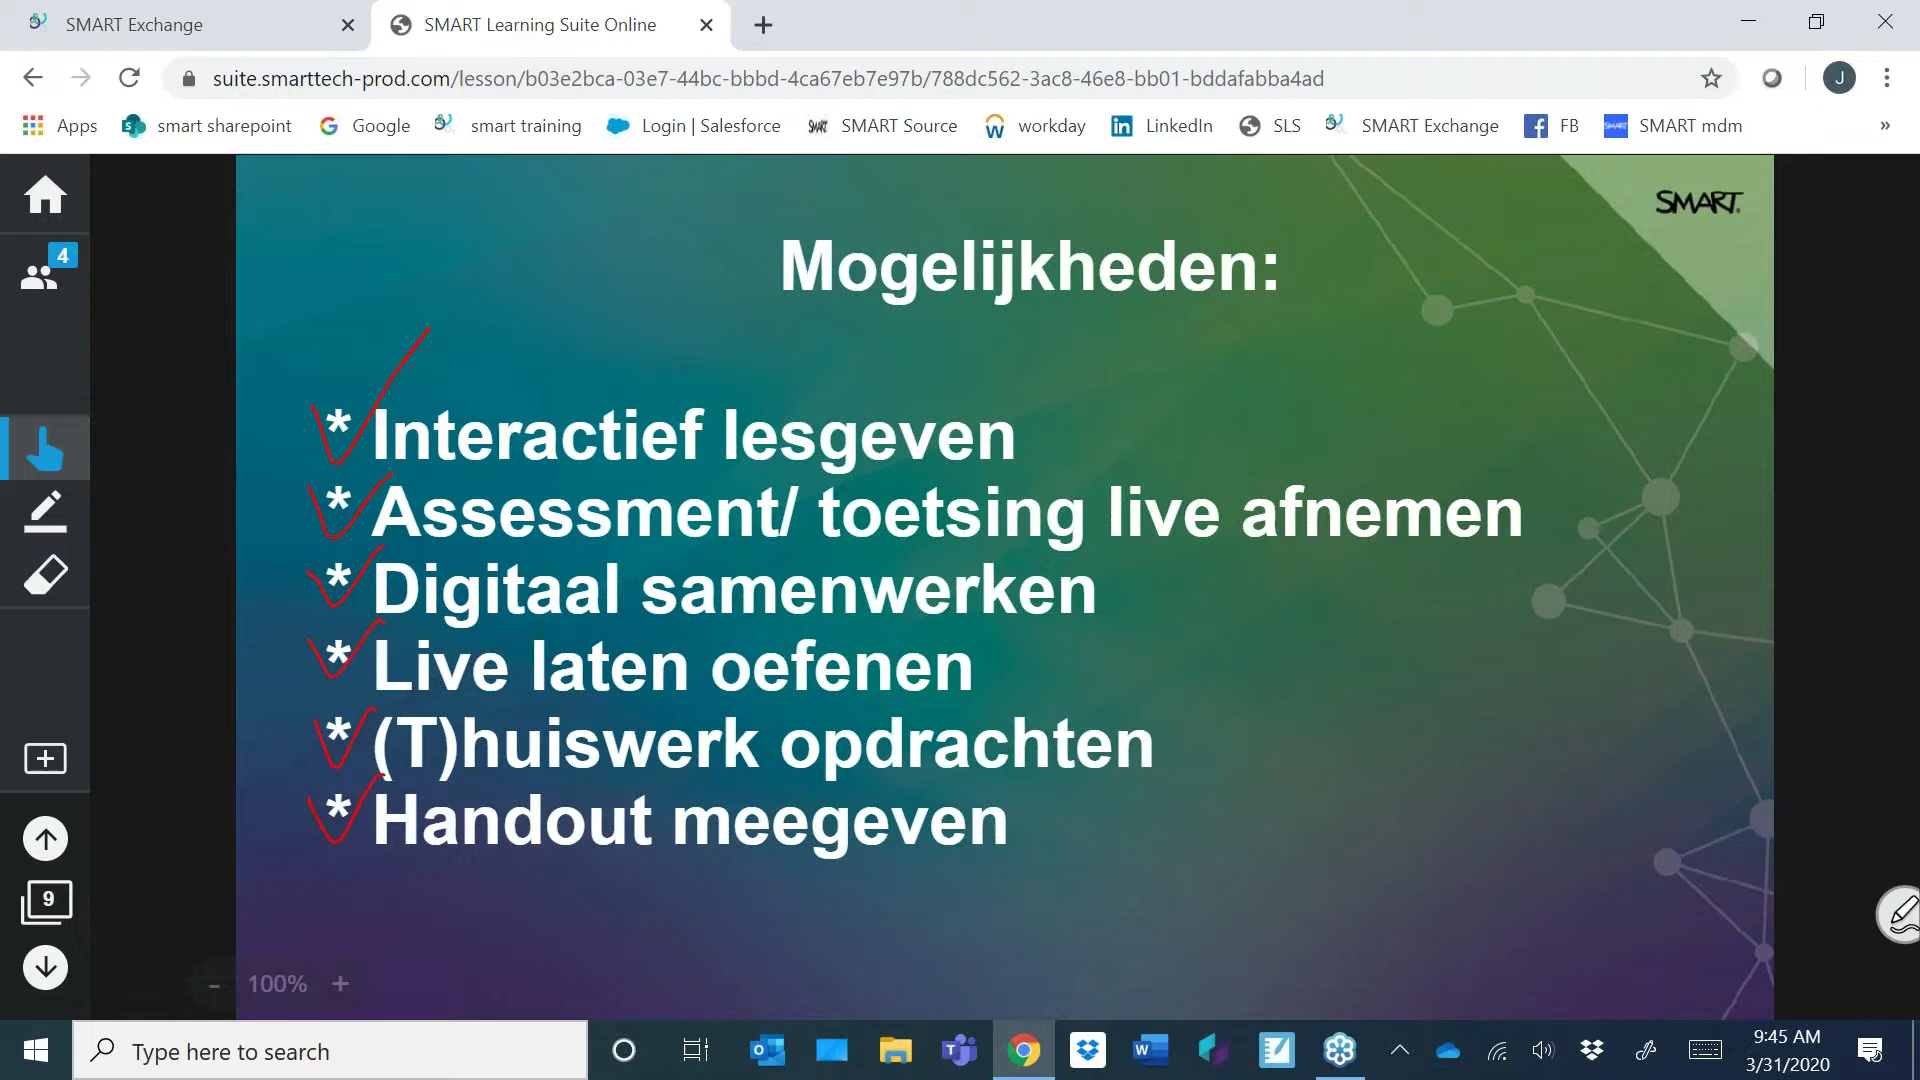 SMART Exchange
SMART Learning Suite Online
suite.smarttech-prod.com/lesson/b03e2bca-03e7-44bc-bbbd-4ca67eb7e97b/788dc562-3ac8-46e8-bb01-bddafabba4ad
J
Apps smart sharepoint Google smart training Login | Salesforce SMART Source workday LinkedIn SLS SMART Exchange FB SMART mdm »
SMART
4
Mogelijkheden:
* Interactief lesgeven
* Assessment/ toetsing live afnemen
* Digitaal samenwerken
* Live laten oefenen
* (T)huiswerk opdrachten
* Handout meegeven
9
- 100% +
Type here to search
9:45 AM
3/31/2020